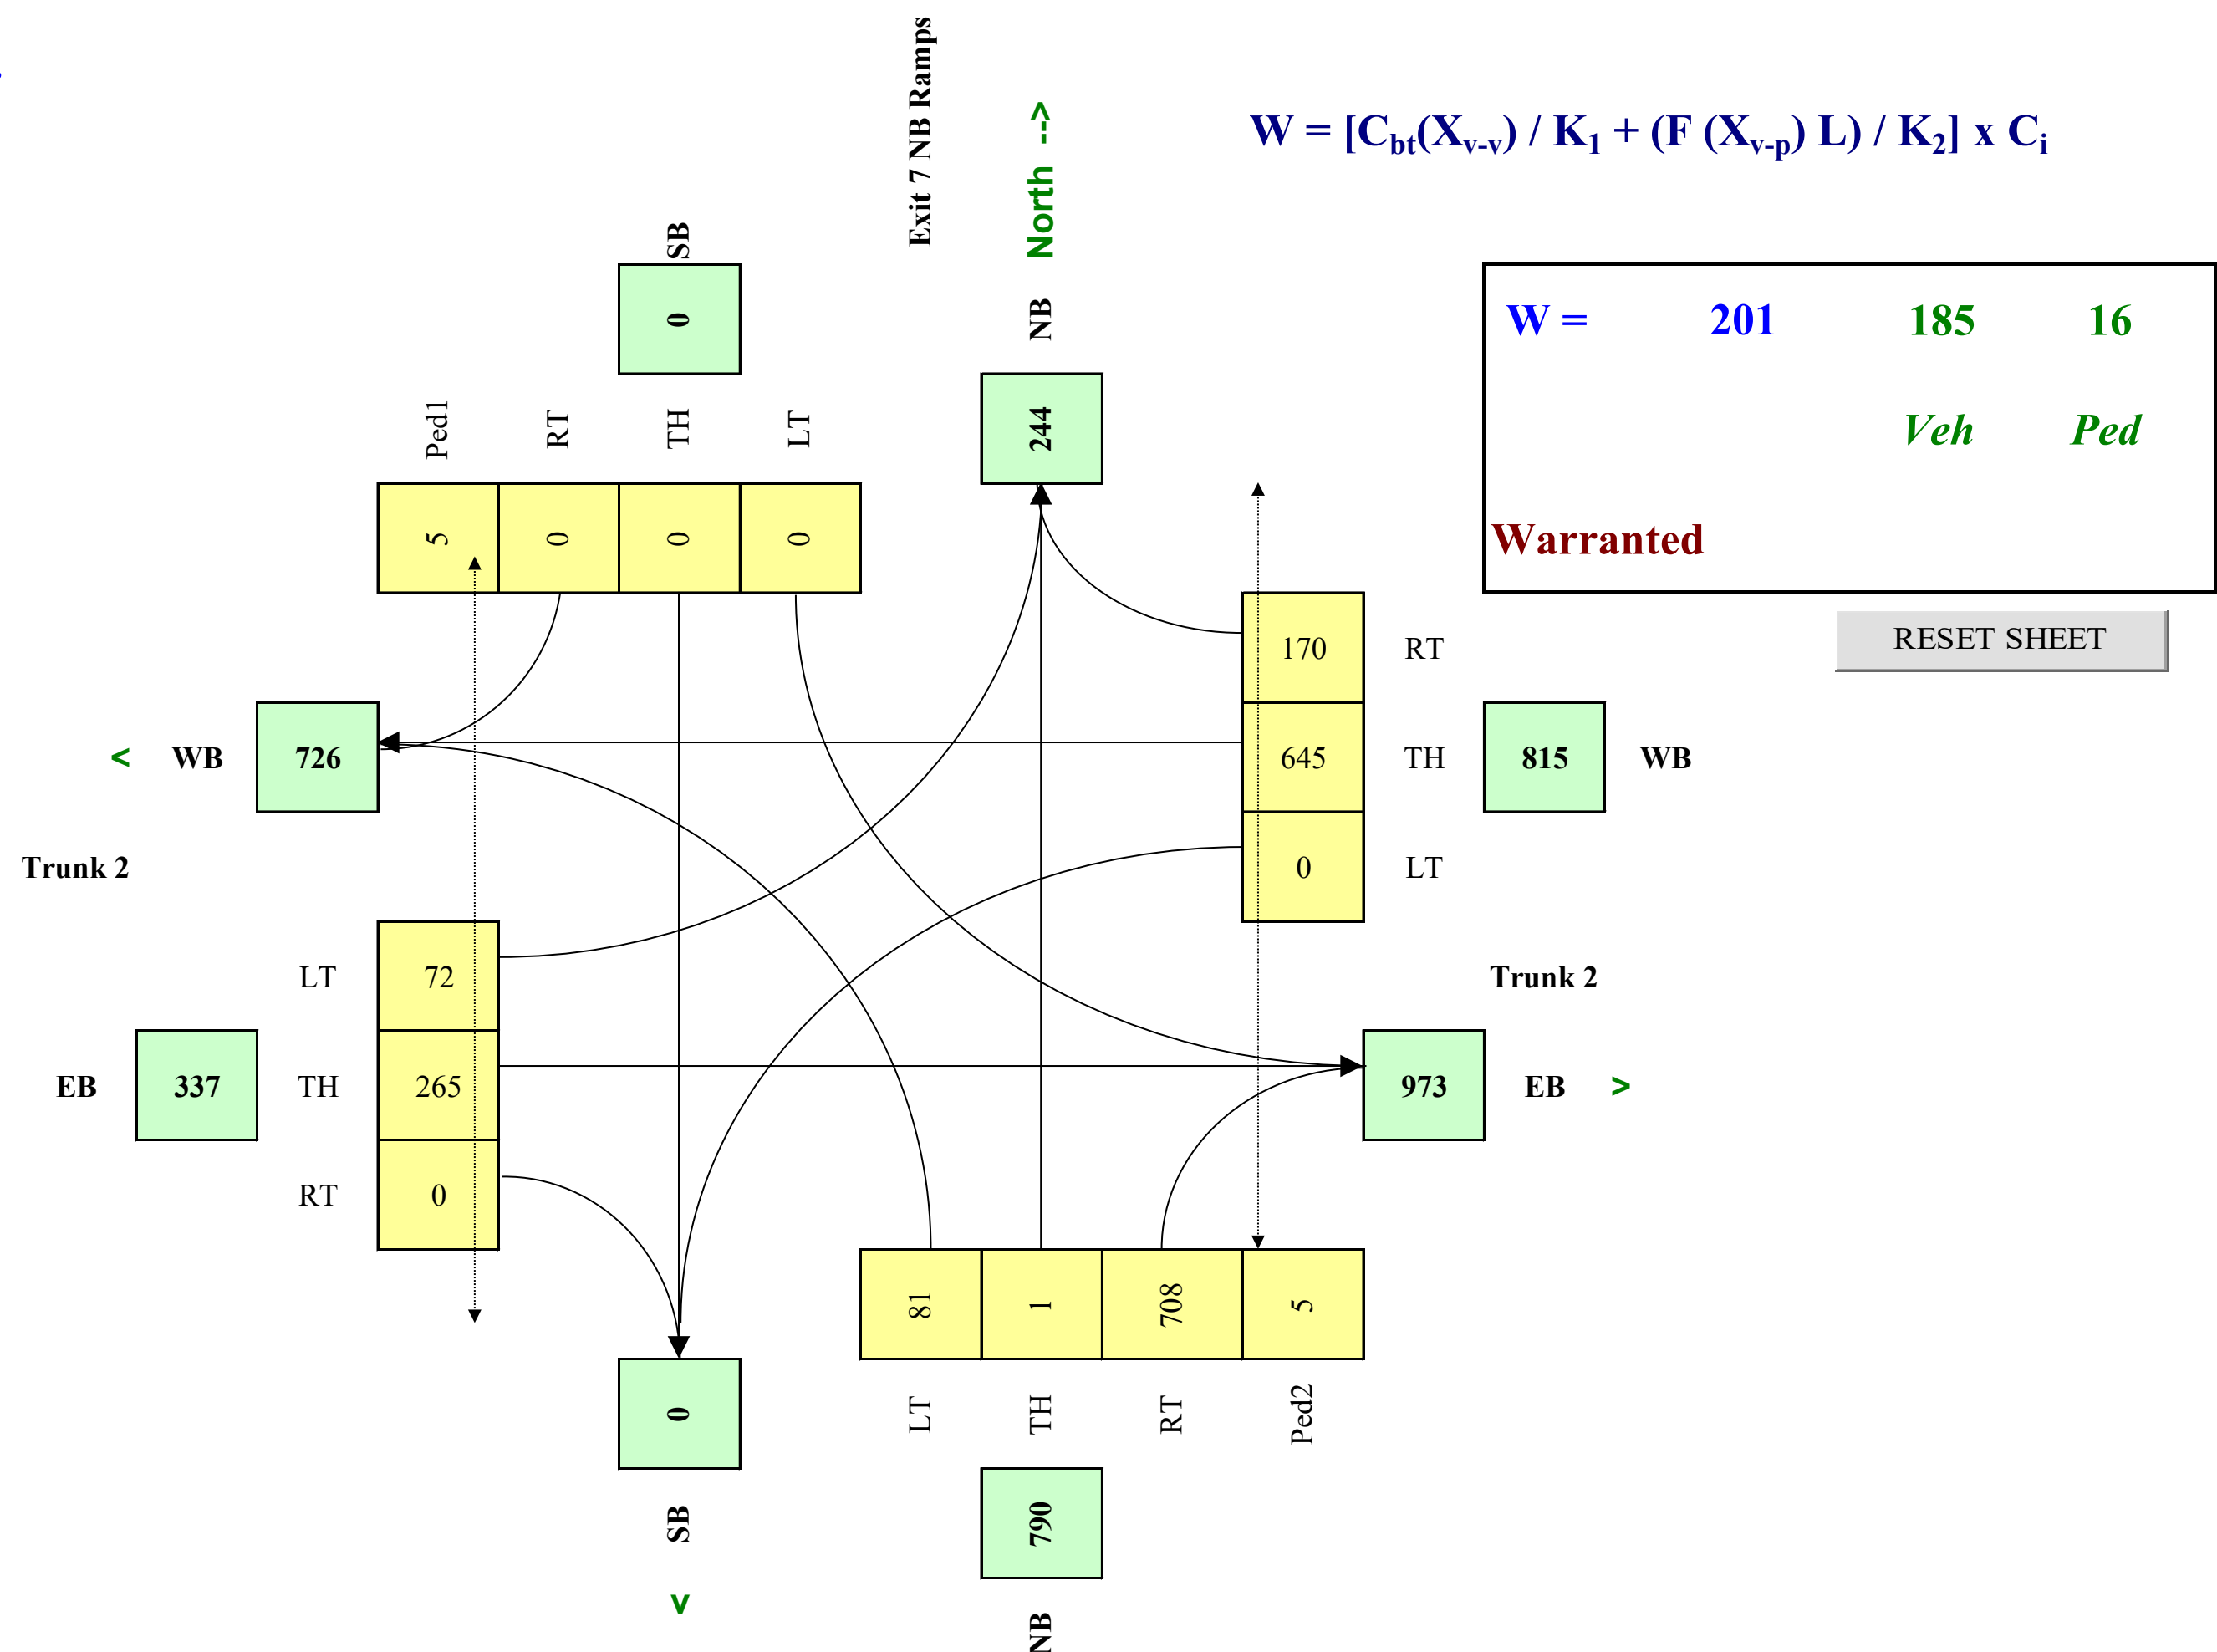 Exit 7 NB Ramps
North -->
W = [Cbt(Xv-v) / K1 + (F (Xv-p) L) / K2] x Ci
SB
0
NB
244
W = 201 185 16
Veh Ped
Warranted
RESET SHEET
Ped1 RT TH LT
5 0 0 0
170 RT
645 TH 815 WB
0 LT
< WB 726
Trunk 2
LT 72
EB 337 TH 265
RT 0
Trunk 2
973 EB >
81 1 708 5
LT TH RT Ped2
0
SB
<
790
NB